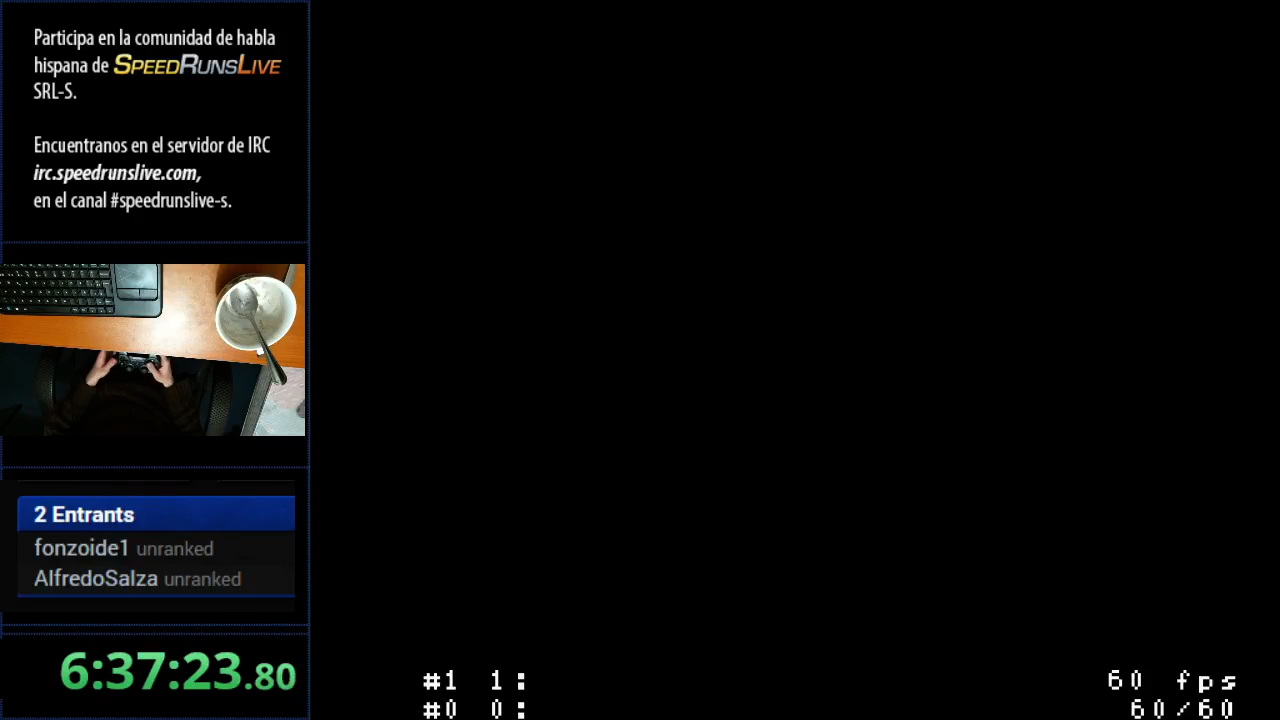 Participa en la comunidad de habla
hispana de SPEEDRUNSLIVE
SRL-S.
Encuentranos en el servidor de IRC
irc.speedrunslive.com,
en el canal #speedrunslive-s.
2 Entrants
fonzoide1 unranked
AlfredoSalza unranked
6:37:23.80
#1 1:
60 fps
#0 0:
60/60